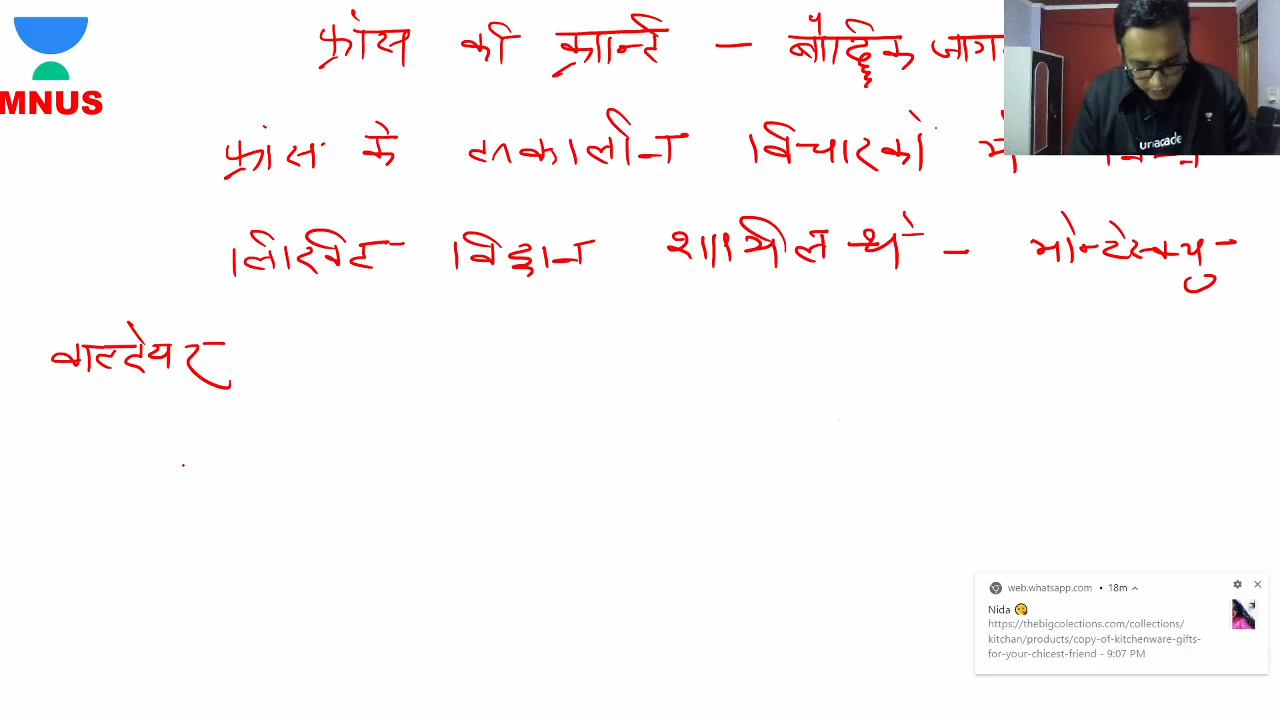 MNUS
फ्रांस की क्रान्ति – बौद्धिक
फ्रांस के तत्कालीन विचारकों में
लिखित विद्वान शामिल थे – मोन्टेस्क्यु
वाल्टेयर
unacade
web.whatsapp.com • 18m
Nida 😋
https://thebigcolections.com/collections/
kitchan/products/copy-of-kitchenware-gifts-
for-your-chicest-friend - 9:07 PM